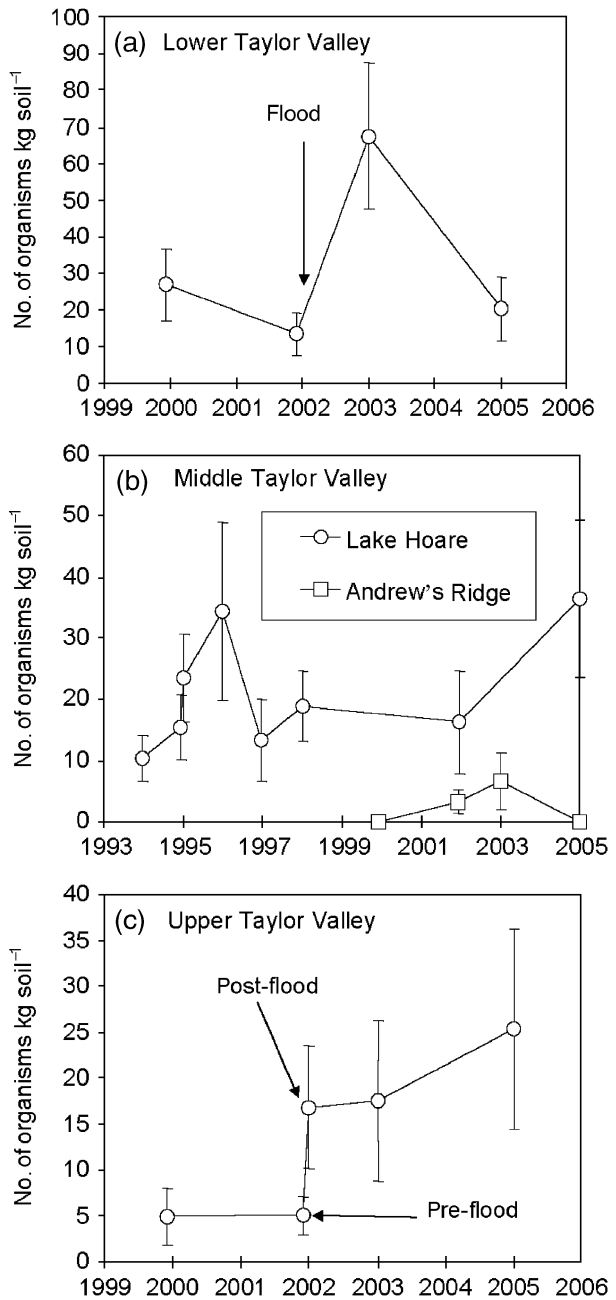 (a) Lower Taylor Valley
No. of organisms kg soil⁻¹
100
90
80
70
60
50
40
30
20
10
0
Flood
1999 2000 2001 2002 2003 2004 2005 2006
(b) Middle Taylor Valley
No. of organisms kg soil⁻¹
60
50
40
30
20
10
0
Lake Hoare
Andrew's Ridge
1993 1995 1997 1999 2001 2003 2005
(c) Upper Taylor Valley
No. of organisms kg soil⁻¹
40
35
30
25
20
15
10
5
0
Post-flood
Pre-flood
1999 2000 2001 2002 2003 2004 2005 2006